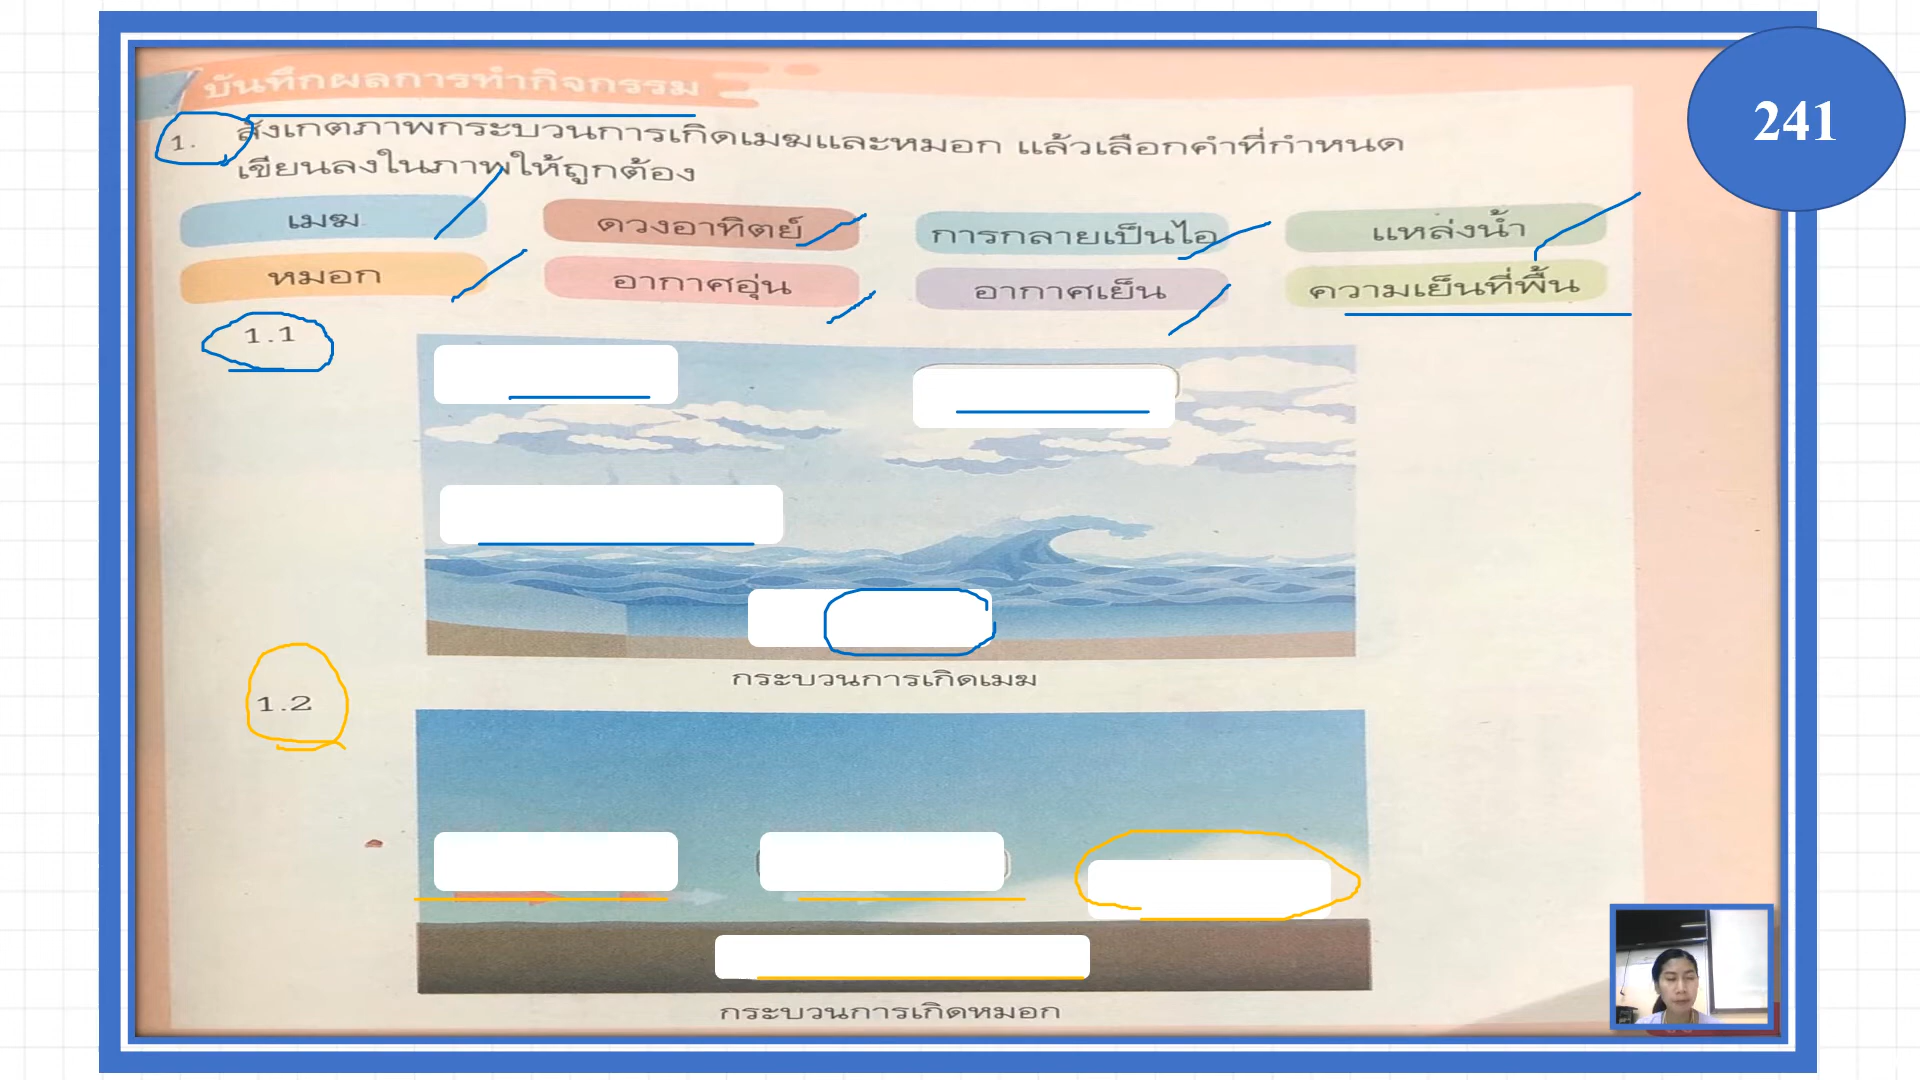 บันทึกผลการทำกิจกรรม
241
1. สังเกตภาพกระบวนการเกิดเมฆและหมอก แล้วเลือกคำที่กำหนด
เขียนลงในภาพให้ถูกต้อง
เมฆ ดวงอาทิตย์ การกลายเป็นไอ แหล่งน้ำ
หมอก อากาศอุ่น อากาศเย็น ความเย็นที่พื้น
1.1
กระบวนการเกิดเมฆ
1.2
กระบวนการเกิดหมอก